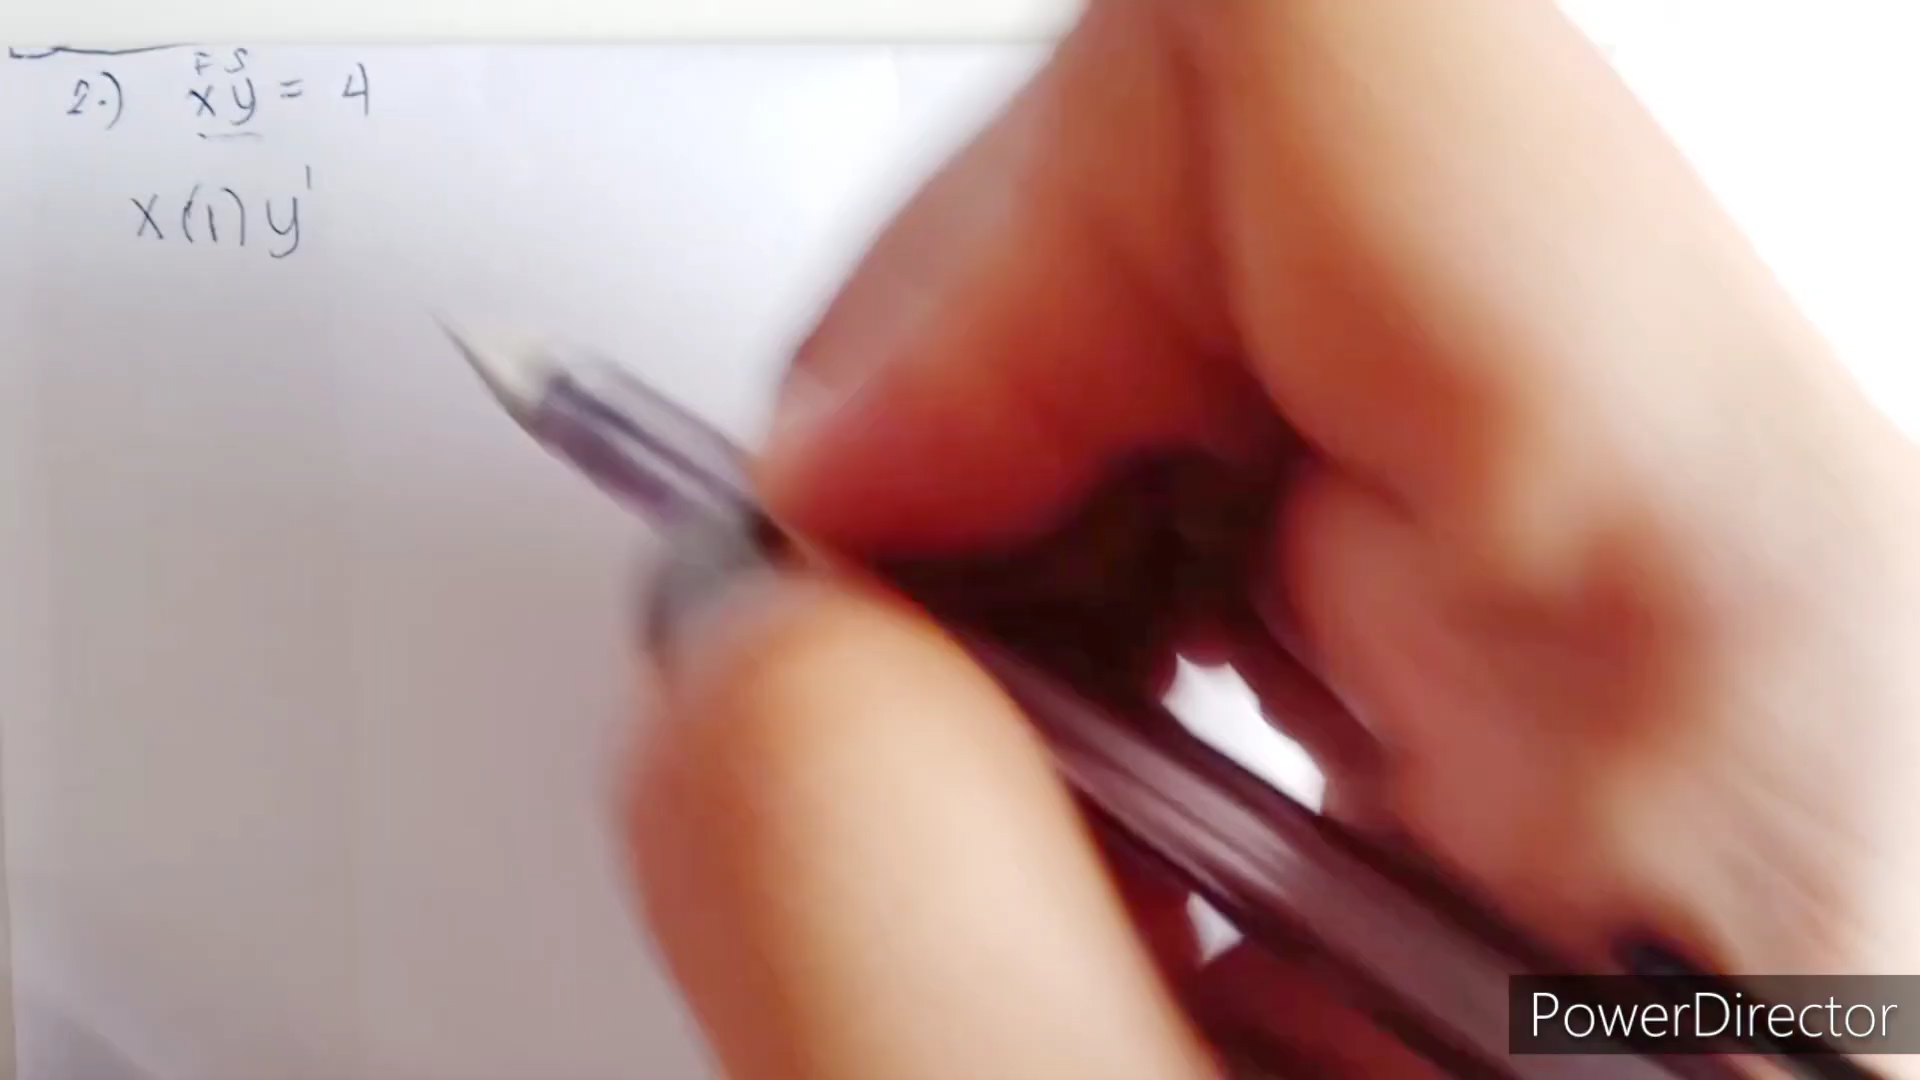 F S
2.) xy = 4
x(1)y'
PowerDirector